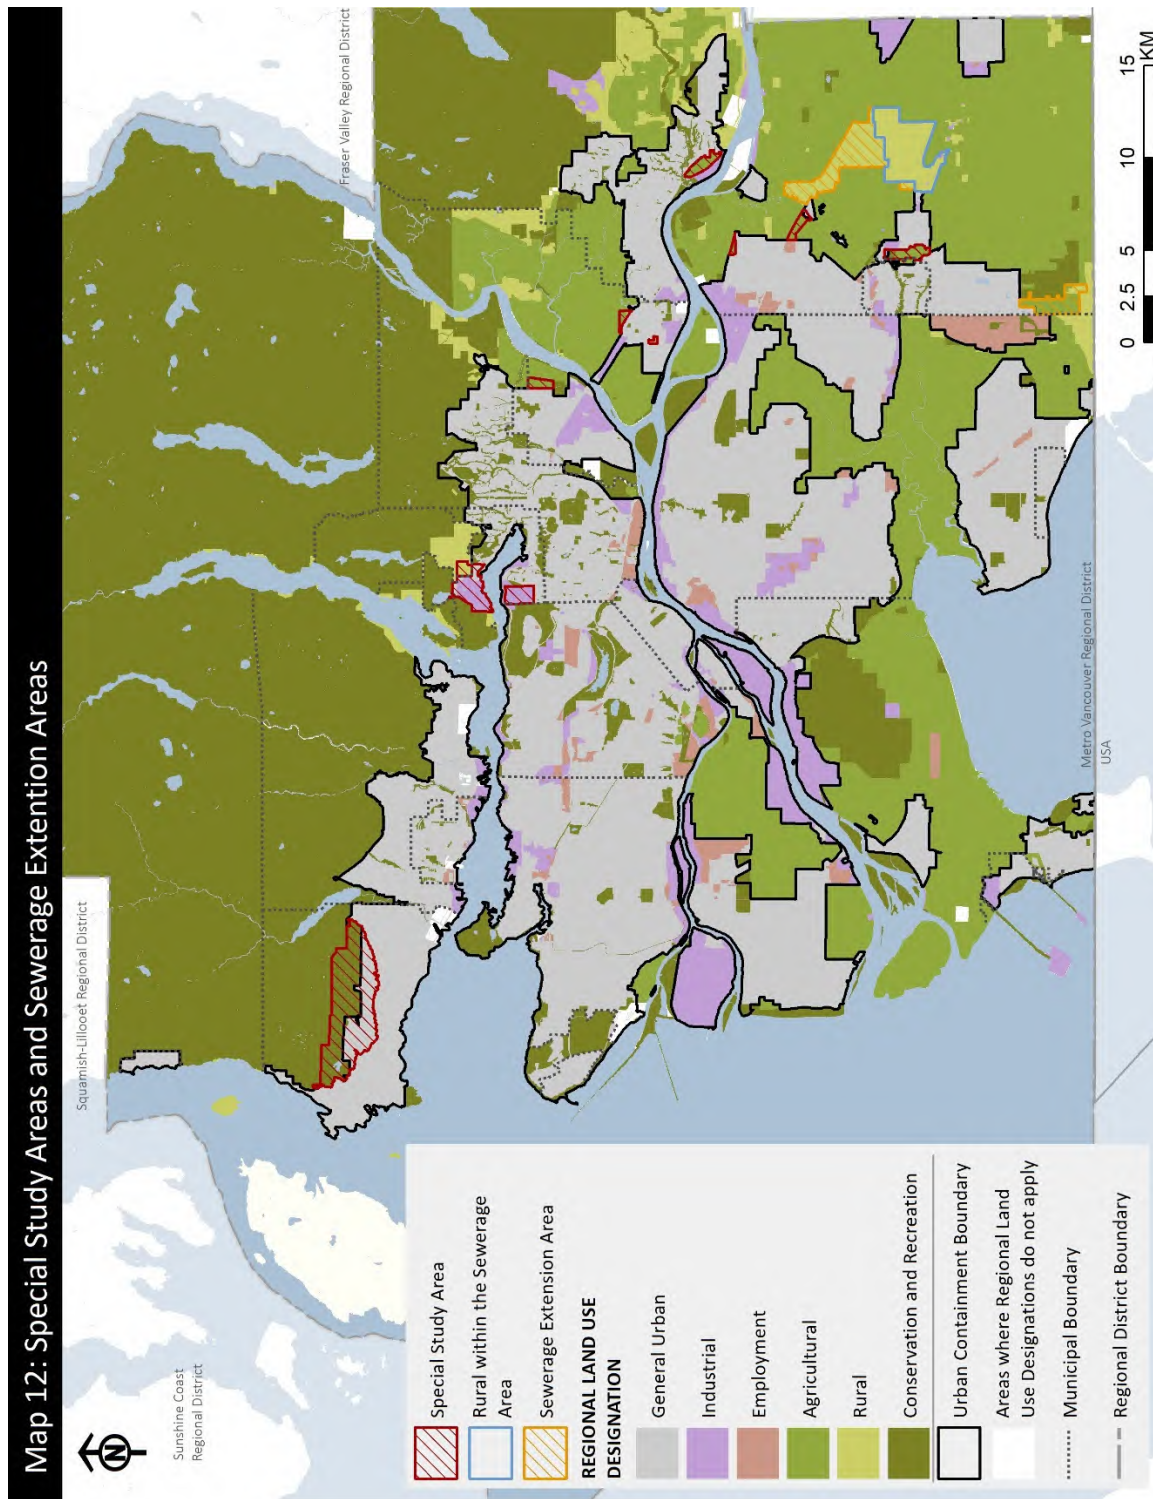 Map 12: Special Study Areas and Sewerage Extention Areas
N
Sunshine Coast
Regional District
Squamish-Lillooet Regional District
Fraser Valley Regional District
Metro Vancouver Regional District
USA
Special Study Area
Rural within the Sewerage
Area
Sewerage Extension Area
REGIONAL LAND USE
DESIGNATION
General Urban
Industrial
Employment
Agricultural
Rural
Conservation and Recreation
Urban Containment Boundary
Areas where Regional Land
Use Designations do not apply
Municipal Boundary
Regional District Boundary
0 2.5 5 10 15
KM